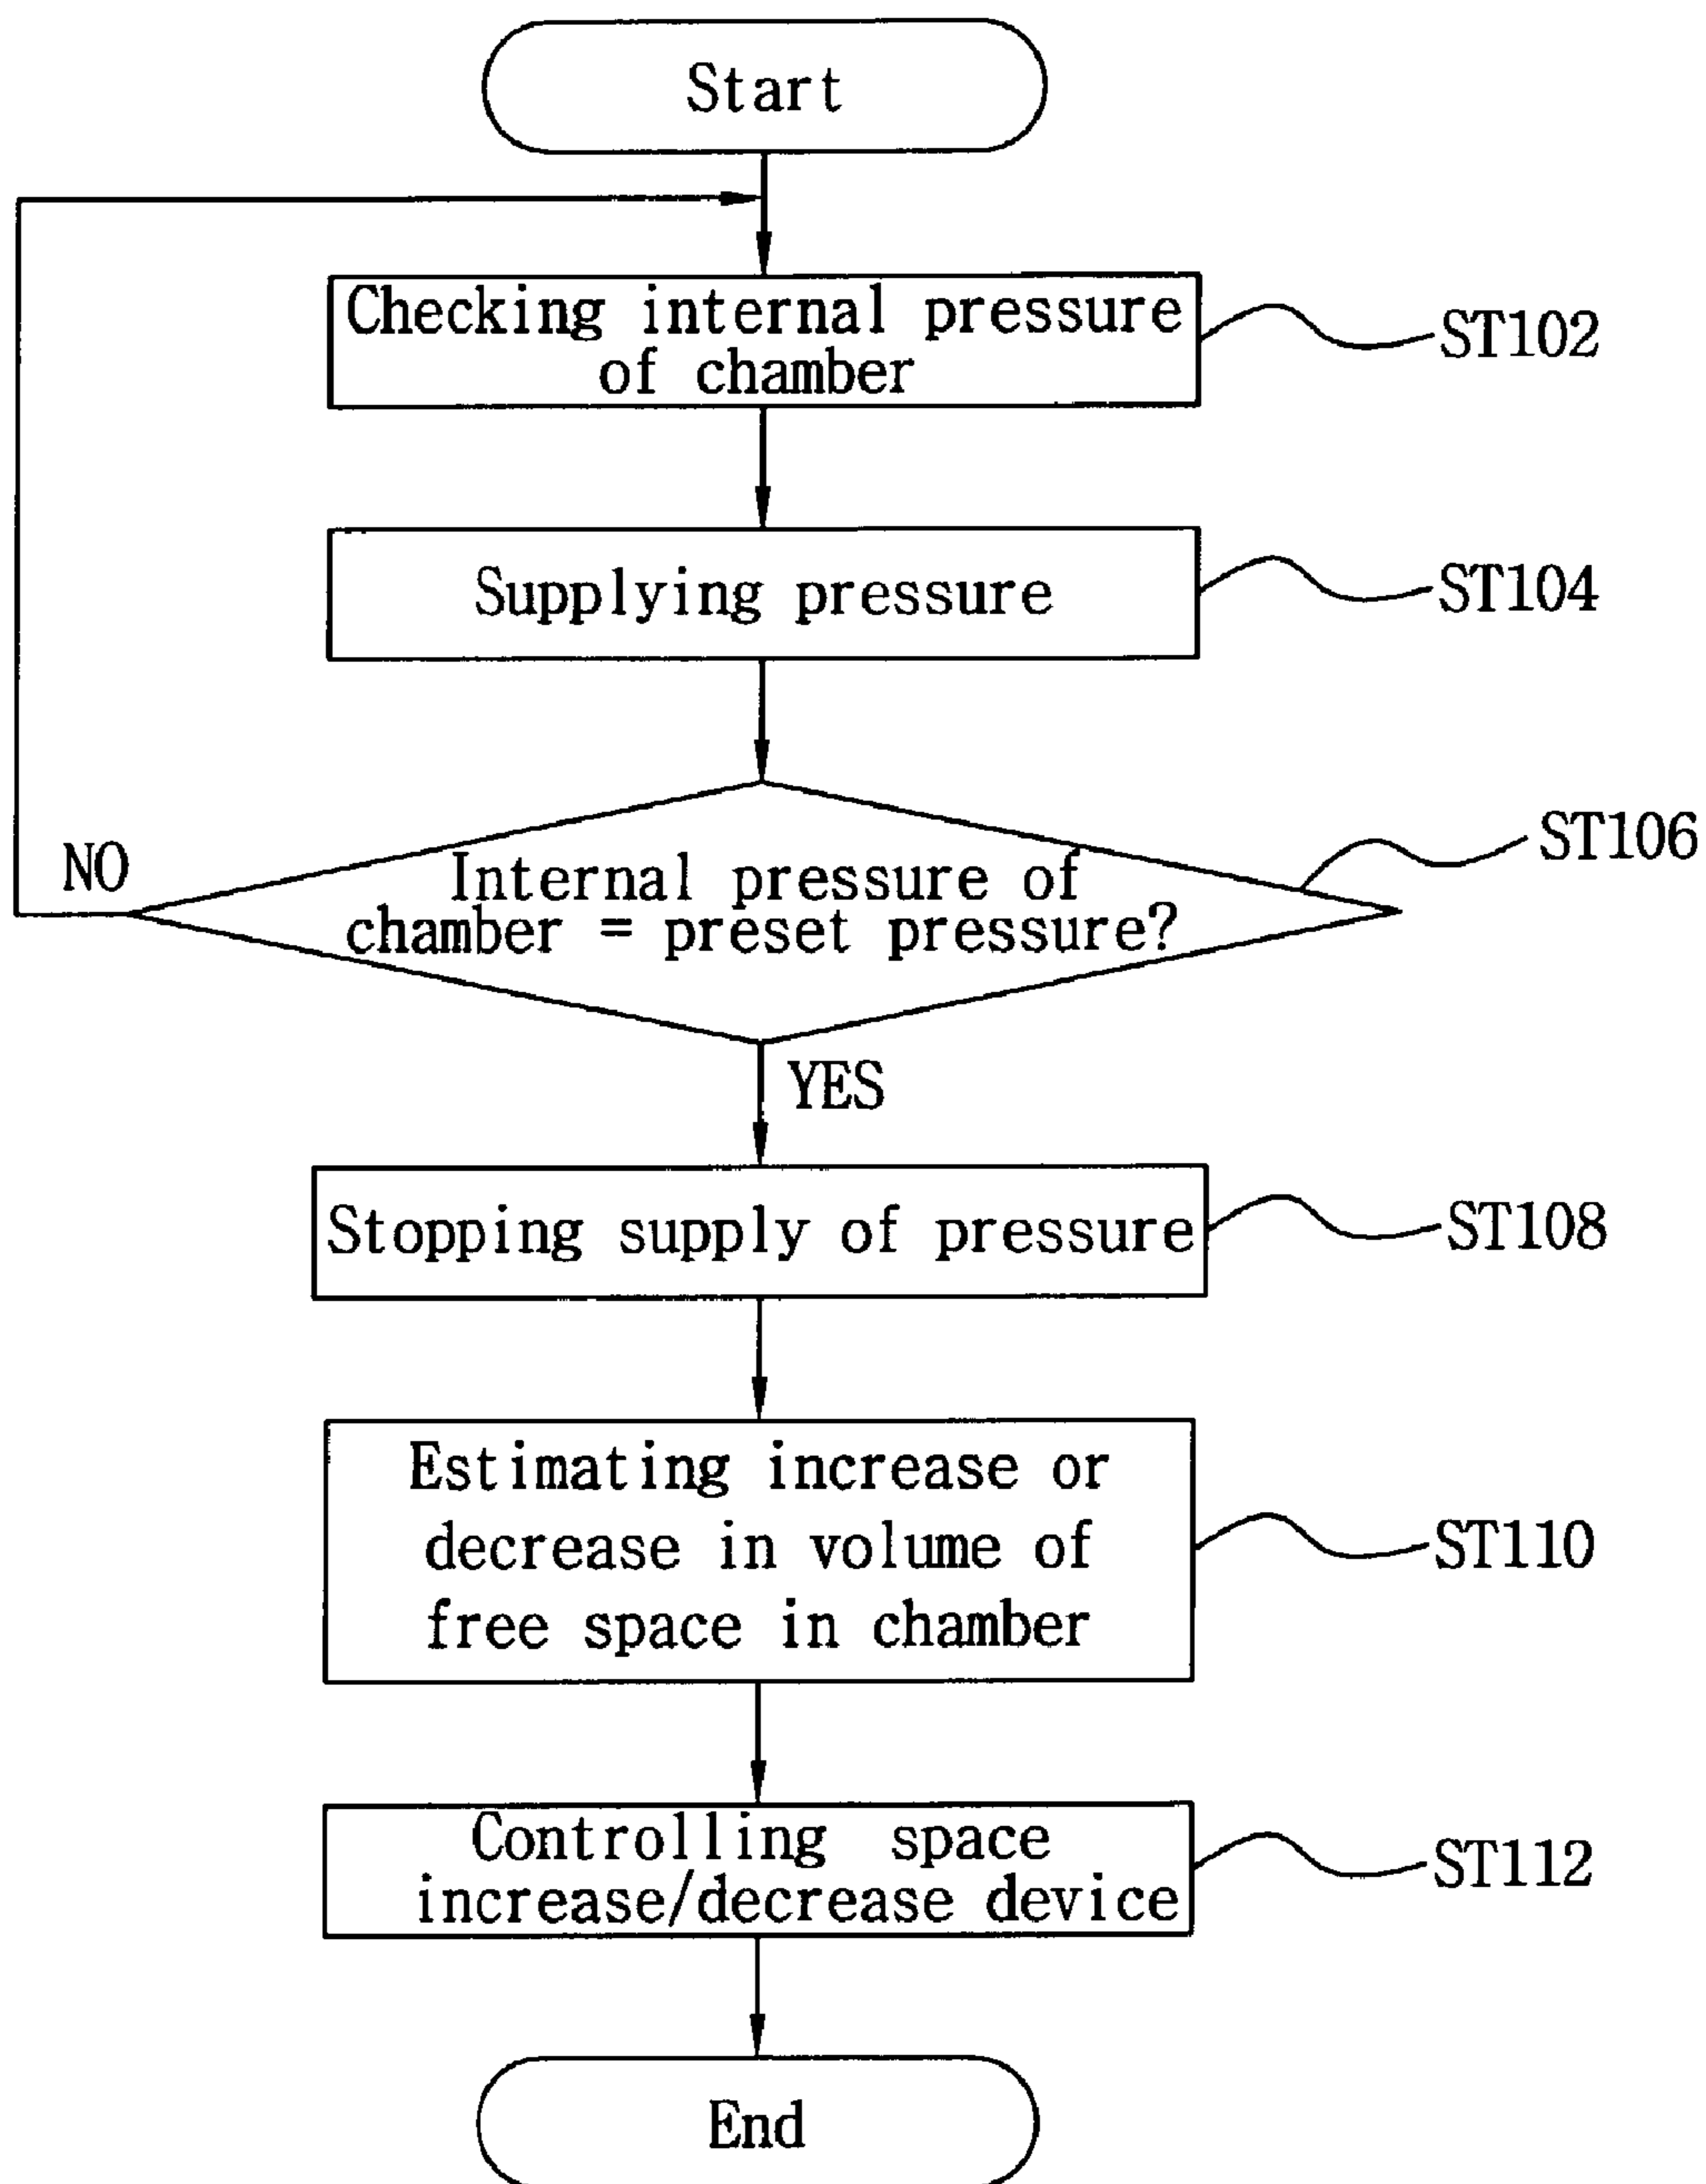 Start
Checking internal pressure
of chamber
ST102
Supplying pressure
ST104
ST106
NO
Internal pressure of
chamber = preset pressure?
YES
Stopping supply of pressure
ST108
Estimating increase or
decrease in volume of
free space in chamber
ST110
Controlling space
increase/decrease device
ST112
End